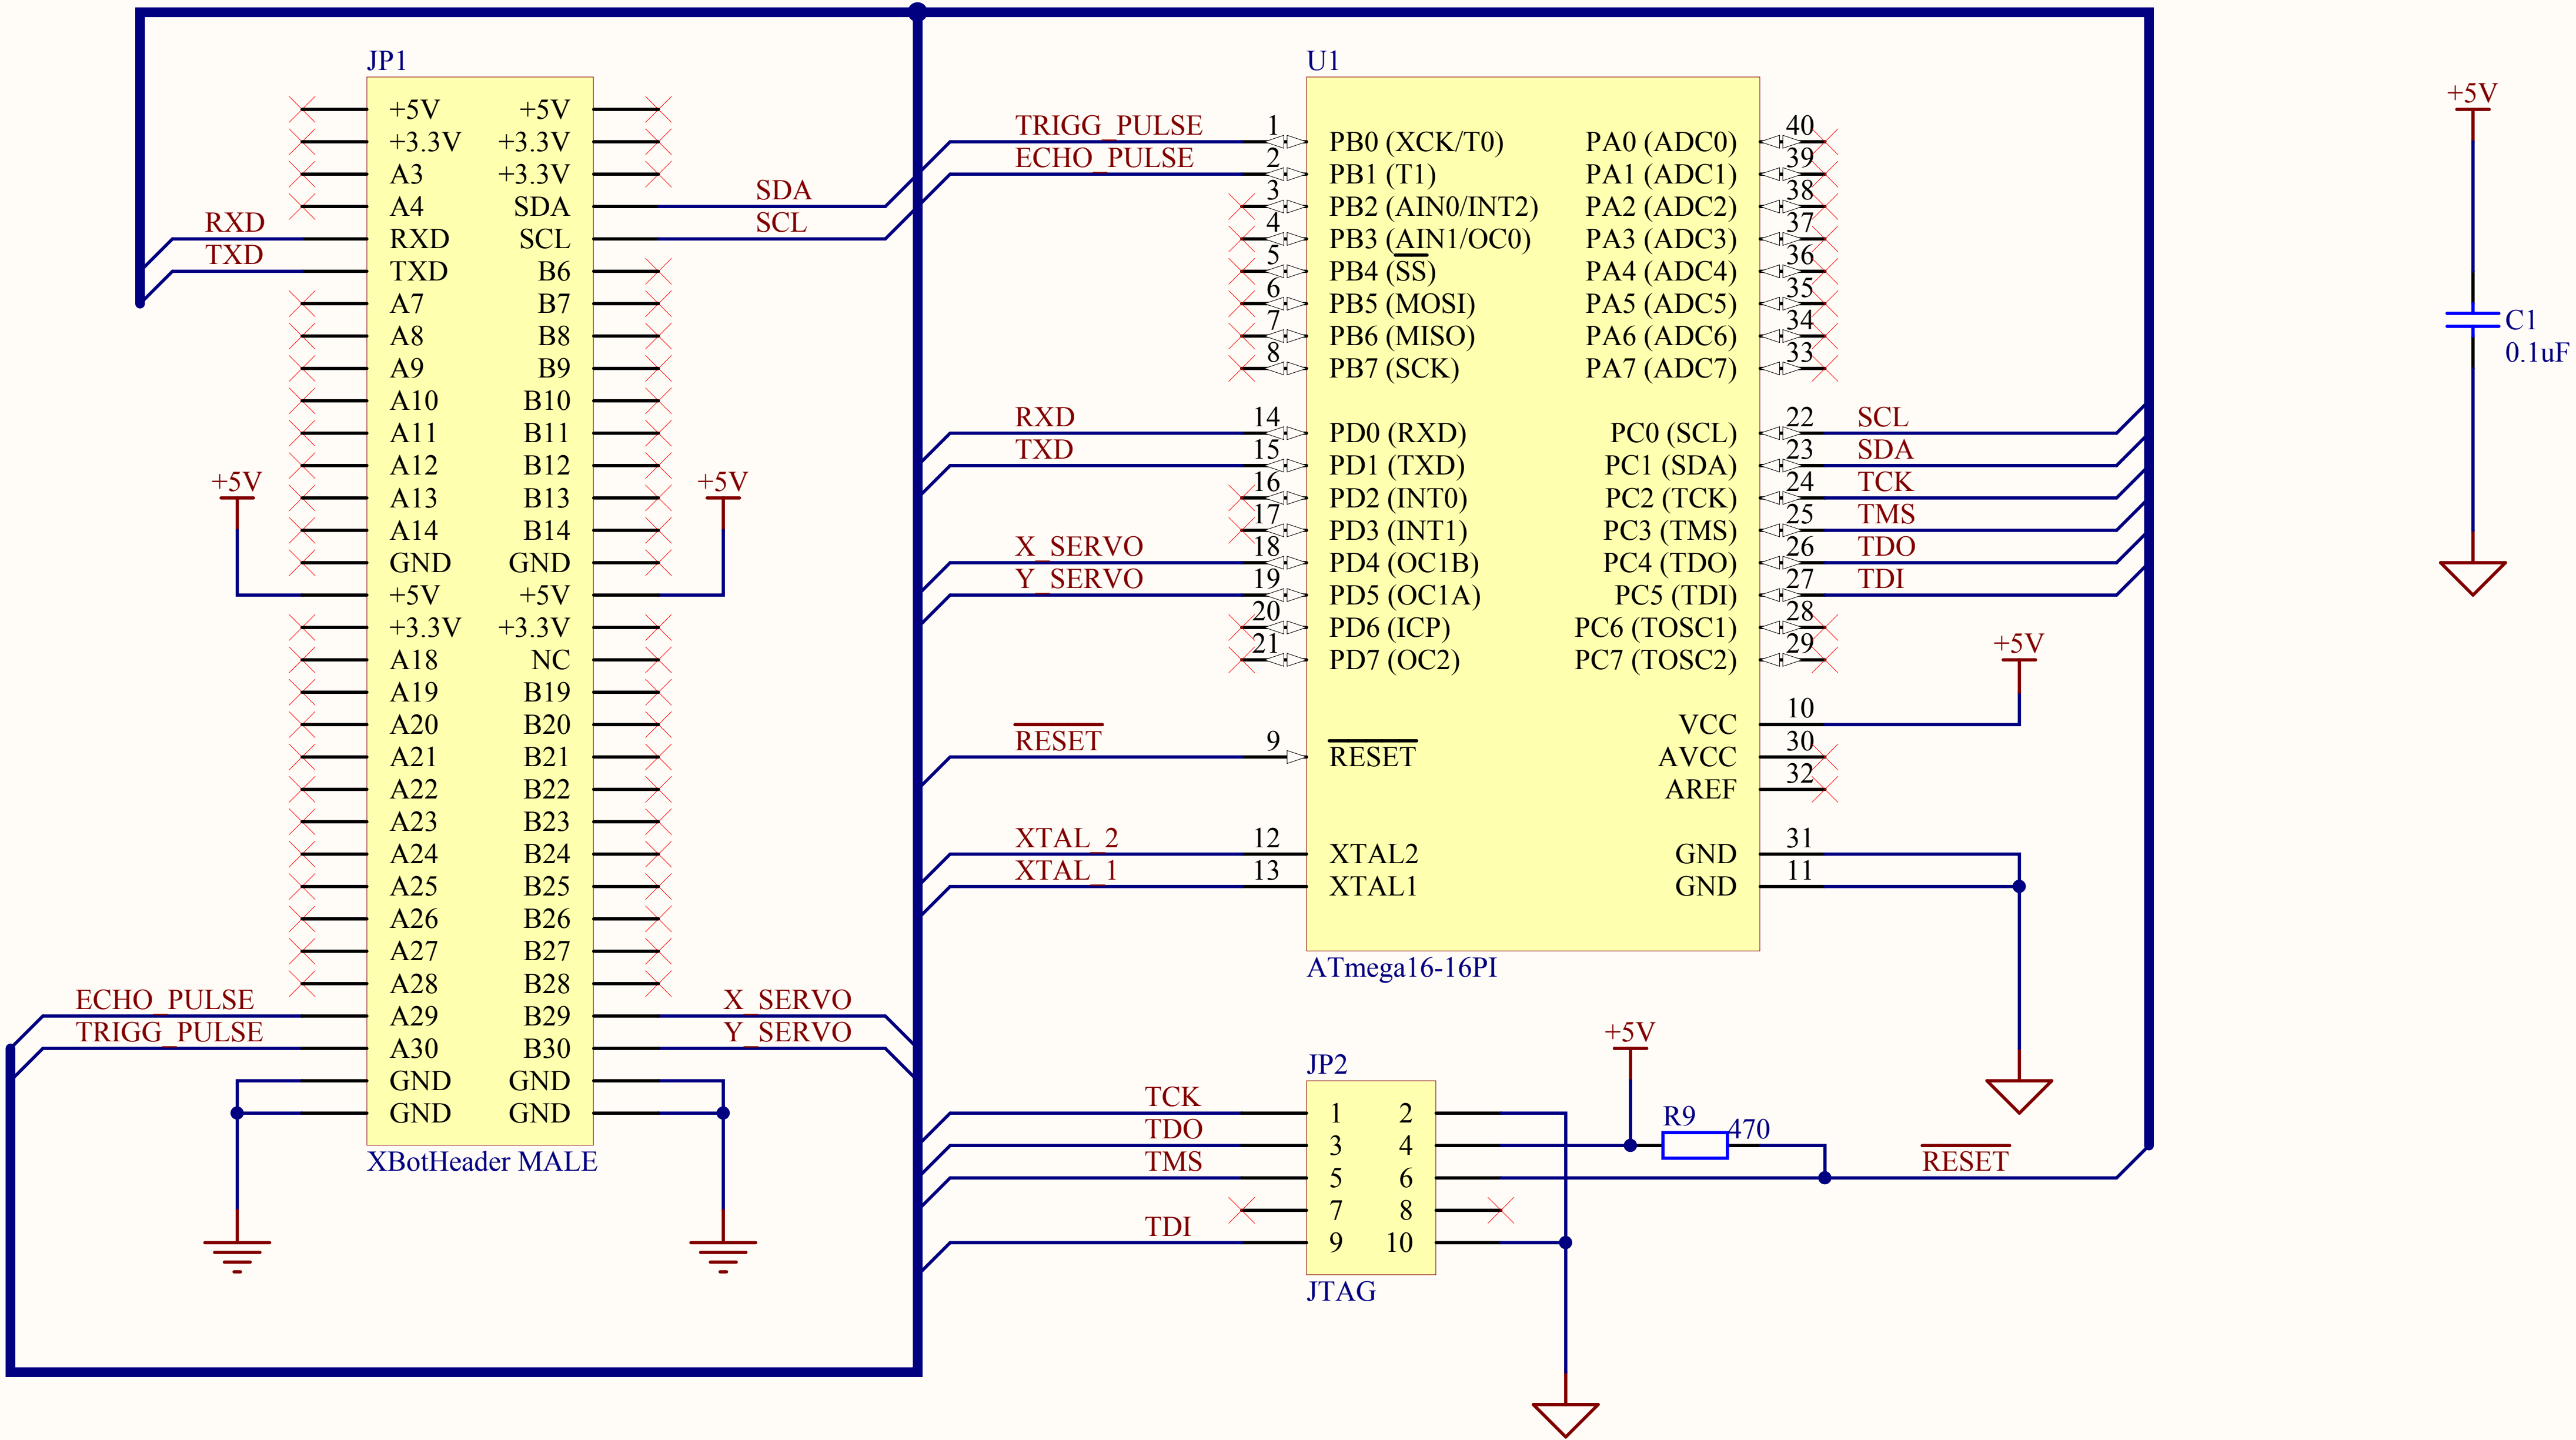 JP1
+5V +5V
+3.3V +3.3V
A3 +3.3V
A4 SDA
RXD SCL
TXD B6
A7 B7
A8 B8
A9 B9
A10 B10
A11 B11
A12 B12
A13 B13
A14 B14
GND GND
+5V +5V
+3.3V +3.3V
A18 NC
A19 B19
A20 B20
A21 B21
A22 B22
A23 B23
A24 B24
A25 B25
A26 B26
A27 B27
A28 B28
A29 B29
A30 B30
GND GND
GND GND
XBotHeader MALE
RXD
TXD
SDA
SCL
+5V
+5V
ECHO_PULSE
TRIGG_PULSE
X_SERVO
Y_SERVO
U1
TRIGG_PULSE 1 PB0 (XCK/T0) PA0 (ADC0) 40
ECHO_PULSE 2 PB1 (T1) PA1 (ADC1) 39
3 PB2 (AIN0/INT2) PA2 (ADC2) 38
4 PB3 (AIN1/OC0) PA3 (ADC3) 37
5 PB4 (SS) PA4 (ADC4) 36
6 PB5 (MOSI) PA5 (ADC5) 35
7 PB6 (MISO) PA6 (ADC6) 34
8 PB7 (SCK) PA7 (ADC7) 33
RXD 14 PD0 (RXD) PC0 (SCL) 22 SCL
TXD 15 PD1 (TXD) PC1 (SDA) 23 SDA
16 PD2 (INT0) PC2 (TCK) 24 TCK
17 PD3 (INT1) PC3 (TMS) 25 TMS
X_SERVO 18 PD4 (OC1B) PC4 (TDO) 26 TDO
Y_SERVO 19 PD5 (OC1A) PC5 (TDI) 27 TDI
20 PD6 (ICP) PC6 (TOSC1) 28
21 PD7 (OC2) PC7 (TOSC2) 29
+5V
VCC 10
RESET 9 RESET AVCC 30
AREF 32
XTAL_2 12 XTAL2 GND 31
XTAL_1 13 XTAL1 GND 11
ATmega16-16PI
+5V
C1
0.1uF
JP2
+5V
TCK 1 2
TDO 3 4 R9 470
TMS 5 6 RESET
7 8
TDI 9 10
JTAG